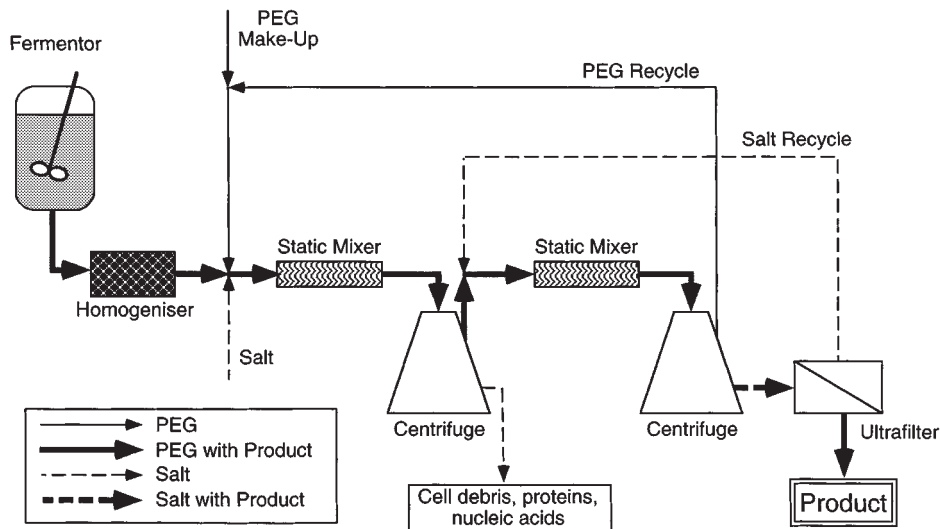 PEG
Make-Up
Fermentor
PEG Recycle
Salt Recycle
Static Mixer
Static Mixer
Homogeniser
Salt
Centrifuge
Centrifuge
Ultrafilter
PEG
PEG with Product
Salt
Salt with Product
Cell debris, proteins,
nucleic acids
Product